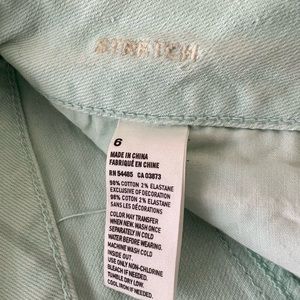 STRETCH
6
MADE IN CHINA
FABRIQUÉ EN CHINE
RN 54485 CA 03873
98% COTTON 2% ELASTANE
EXCLUSIVE OF DECORATION
98% COTON 2% ELASTANE
SANS LES DÉCORATIONS
COLOR MAY TRANSFER
WHEN NEW. WASH ONCE
SEPARATELY IN COLD
WATER BEFORE WEARING.
MACHINE WASH COLD
INSIDE OUT.
USE ONLY NON-CHLORINE
BLEACH IF NEEDED.
TUMBLE DRY LOW.
COOL IRON IF NEEDED.